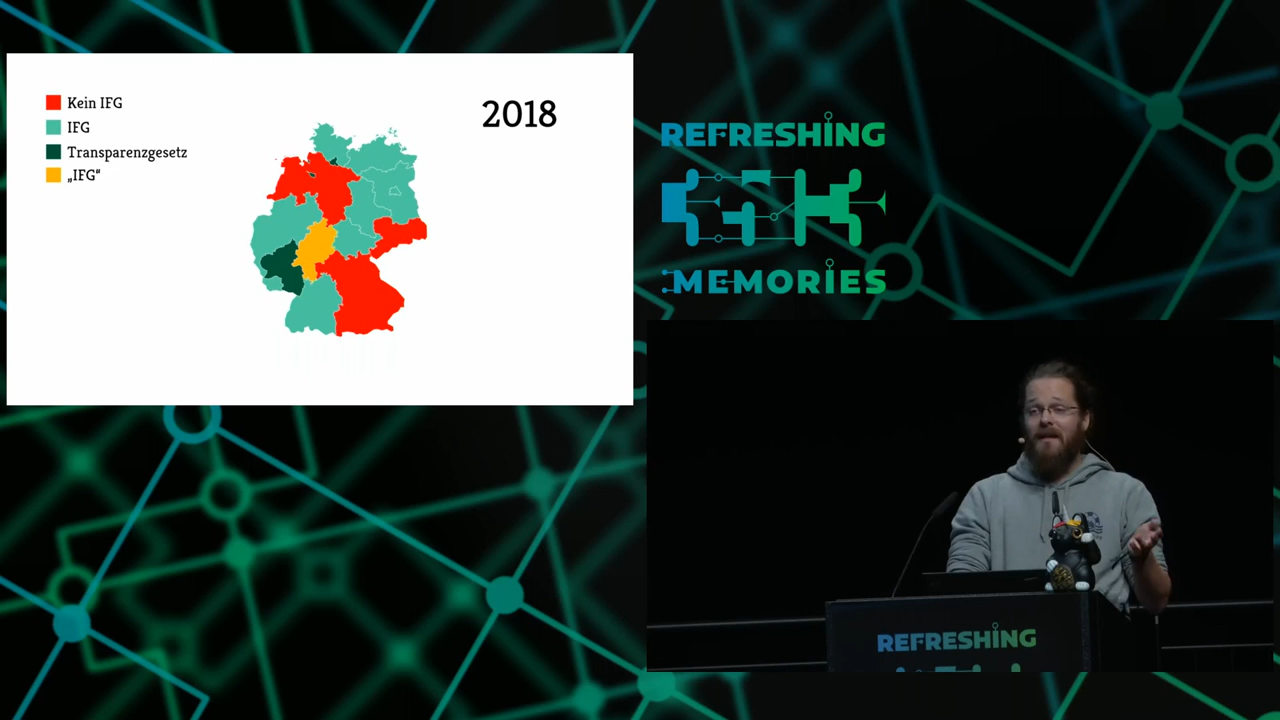 Kein IFG
IFG
Transparenzgesetz
„IFG“
2018
REFRESHING
MEMORIES
REFRESHING